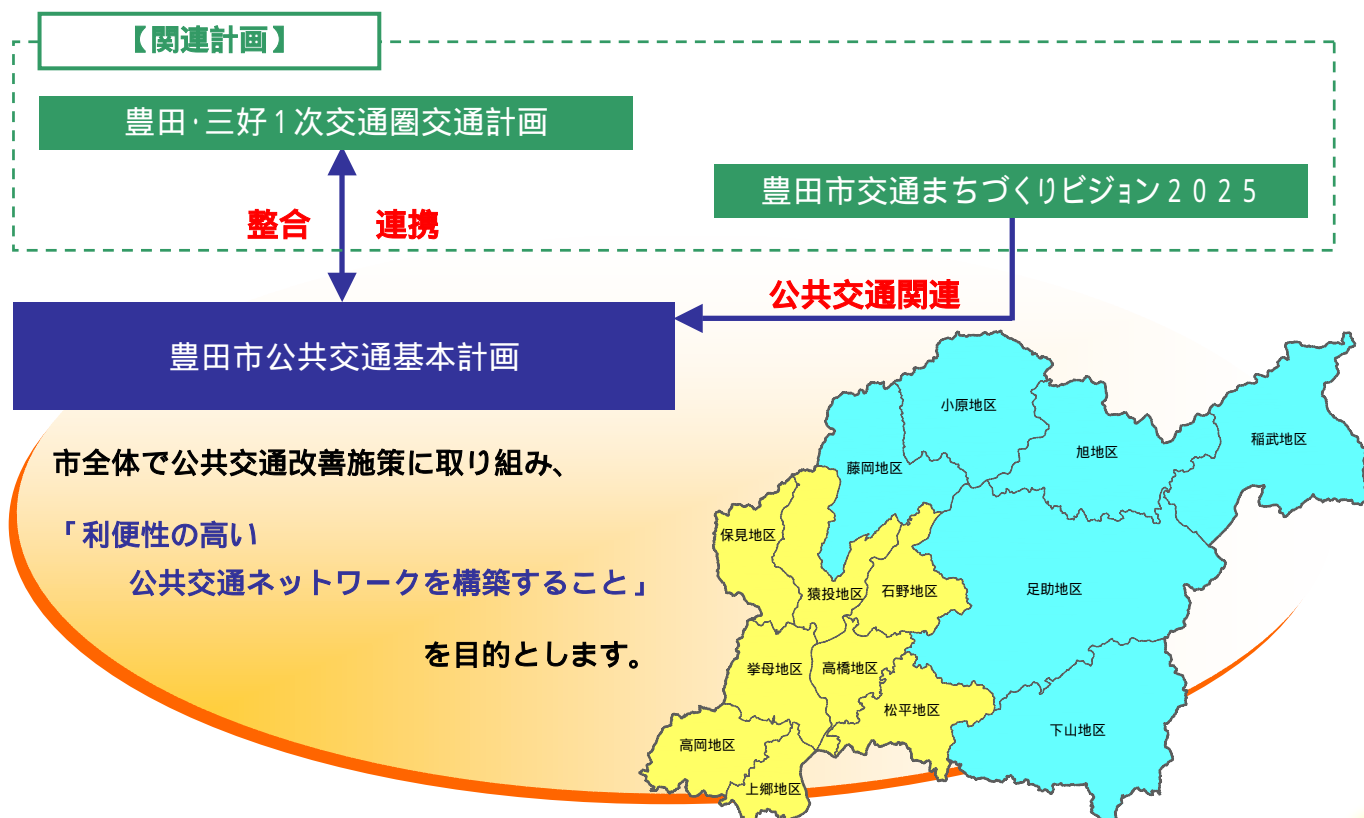 【関連計画】
豊田・三好1次交通圏交通計画
豊田市交通まちづくりビジョン2025
整合 連携
公共交通関連
豊田市公共交通基本計画
市全体で公共交通改善施策に取り組み、
「利便性の高い
公共交通ネットワークを構築すること」
を目的とします。
小原地区
旭地区
稲武地区
藤岡地区
保見地区
猿投地区
石野地区
足助地区
挙母地区
高橋地区
松平地区
下山地区
高岡地区
上郷地区